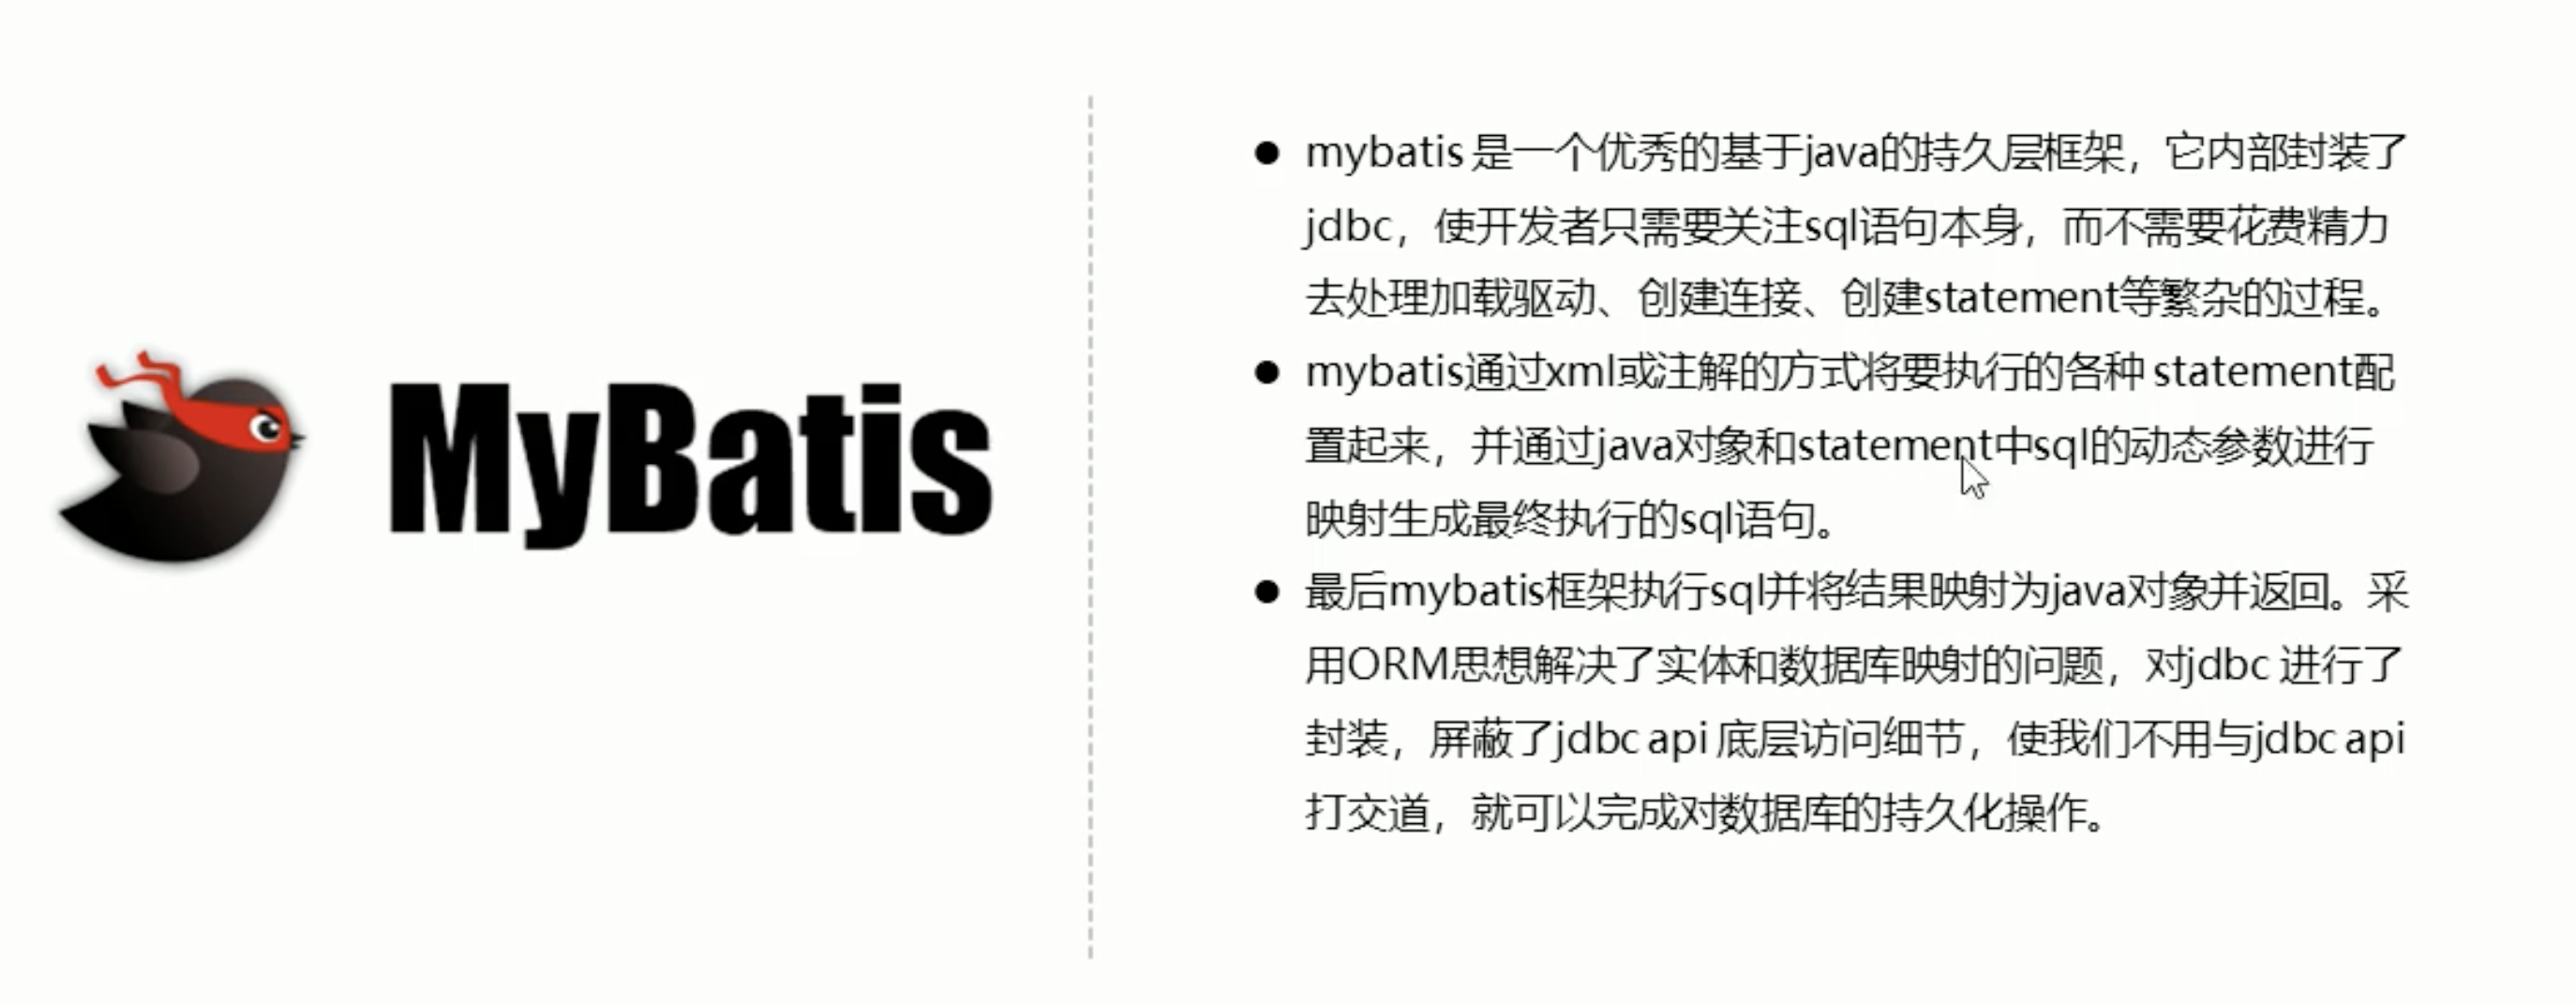 MyBatis
● mybatis 是一个优秀的基于java的持久层框架，它内部封装了
jdbc，使开发者只需要关注sql语句本身，而不需要花费精力
去处理加载驱动、创建连接、创建statement等繁杂的过程。
● mybatis通过xml或注解的方式将要执行的各种 statement配
置起来，并通过java对象和statement中sql的动态参数进行
映射生成最终执行的sql语句。
● 最后mybatis框架执行sql并将结果映射为java对象并返回。采
用ORM思想解决了实体和数据库映射的问题，对jdbc 进行了
封装，屏蔽了jdbc api 底层访问细节，使我们不用与jdbc api
打交道，就可以完成对数据库的持久化操作。